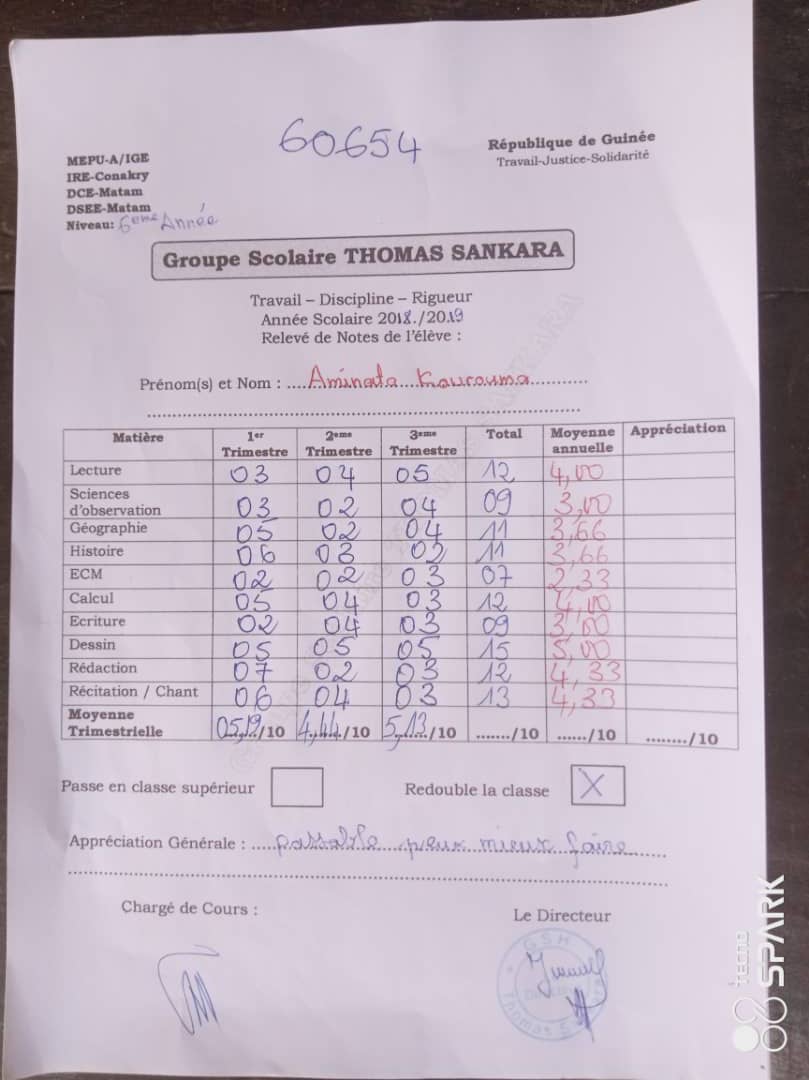 60654
MEPU-A/IGE
République de Guinée
IRE-Conakry
Travail-Justice-Solidarité
DCE-Matam
DSEE-Matam
Niveau: 6eme Année
Groupe Scolaire THOMAS SANKARA
Travail – Discipline – Rigueur
Année Scolaire 2018./2019
Relevé de Notes de l'élève :
Prénom(s) et Nom : ....Aminata...Kourouma...........
Matière 1er Trimestre 2eme Trimestre 3eme Trimestre Total Moyenne annuelle Appréciation
Lecture 03 04 05 12 4,00
Sciences d'observation 03 02 04 09 3,00
Géographie 05 02 04 11 3,66
Histoire 06 03 02 11 3,66
ECM 02 02 03 07 2,33
Calcul 05 04 03 12 4,00
Ecriture 02 04 03 09 3,00
Dessin 05 05 05 15 5,00
Rédaction 07 02 03 12 4,33
Récitation / Chant 06 04 03 13 4,33
Moyenne Trimestrielle 05,19/10 4,44/10 5,13/10 ......./10 ....../10 ......../10
Passe en classe supérieur
Redouble la classe X
Appréciation Générale : ....passable peux mieux faire......
Chargé de Cours :
Le Directeur
GSH
Thomas
TECNO
SPARK